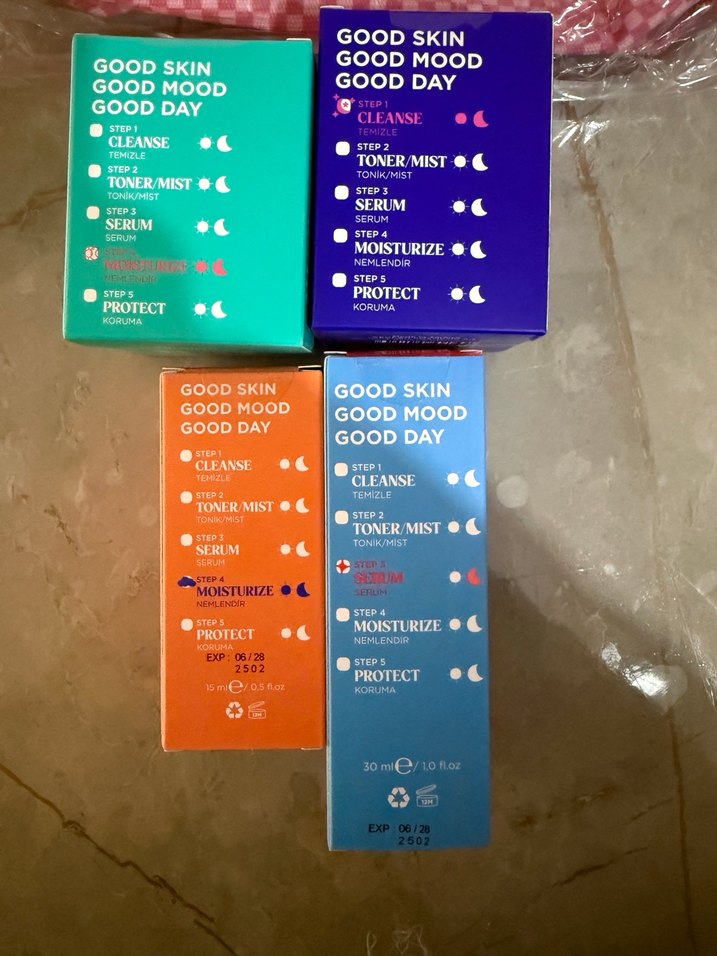 GOOD SKIN
GOOD MOOD
GOOD DAY
STEP 1
CLEANSE
TEMİZLE
STEP 2
TONER/MIST
TONİK/MİST
STEP 3
SERUM
SERUM
MOISTURIZE
NEMLENDİR
STEP 5
PROTECT
KORUMA
GOOD SKIN
GOOD MOOD
GOOD DAY
STEP 1
CLEANSE
TEMİZLE
STEP 2
TONER/MIST
TONİK/MİST
STEP 3
SERUM
SERUM
STEP 4
MOISTURIZE
NEMLENDİR
STEP 5
PROTECT
KORUMA
GOOD SKIN
GOOD MOOD
GOOD DAY
STEP 1
CLEANSE
TEMİZLE
STEP 2
TONER/MIST
TONİK/MİST
STEP 3
SERUM
SERUM
STEP 4
MOISTURIZE
NEMLENDİR
STEP 5
PROTECT
KORUMA
EXP : 06/28
2502
15 ml e / 0,5 fl.oz
12M
GOOD SKIN
GOOD MOOD
GOOD DAY
STEP 1
CLEANSE
TEMİZLE
STEP 2
TONER/MIST
TONİK/MİST
STEP 3
SERUM
SERUM
STEP 4
MOISTURIZE
NEMLENDİR
STEP 5
PROTECT
KORUMA
30 ml e / 1,0 fl.oz
12M
EXP : 06/28
2502